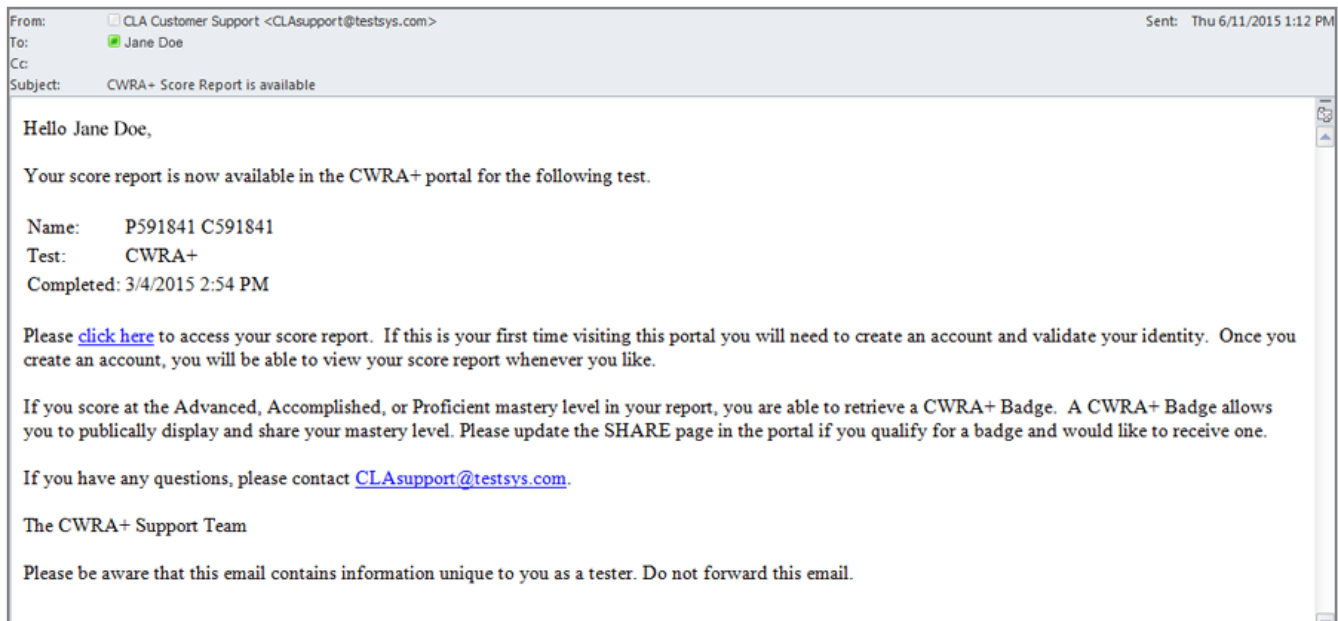 From: CLA Customer Support <CLAsupport@testsys.com> Sent: Thu 6/11/2015 1:12 PM
To: Jane Doe
Cc:
Subject: CWRA+ Score Report is available
Hello Jane Doe,
Your score report is now available in the CWRA+ portal for the following test.
Name: P591841 C591841
Test: CWRA+
Completed: 3/4/2015 2:54 PM
Please click here to access your score report. If this is your first time visiting this portal you will need to create an account and validate your identity. Once you
create an account, you will be able to view your score report whenever you like.
If you score at the Advanced, Accomplished, or Proficient mastery level in your report, you are able to retrieve a CWRA+ Badge. A CWRA+ Badge allows
you to publically display and share your mastery level. Please update the SHARE page in the portal if you qualify for a badge and would like to receive one.
If you have any questions, please contact CLAsupport@testsys.com.
The CWRA+ Support Team
Please be aware that this email contains information unique to you as a tester. Do not forward this email.